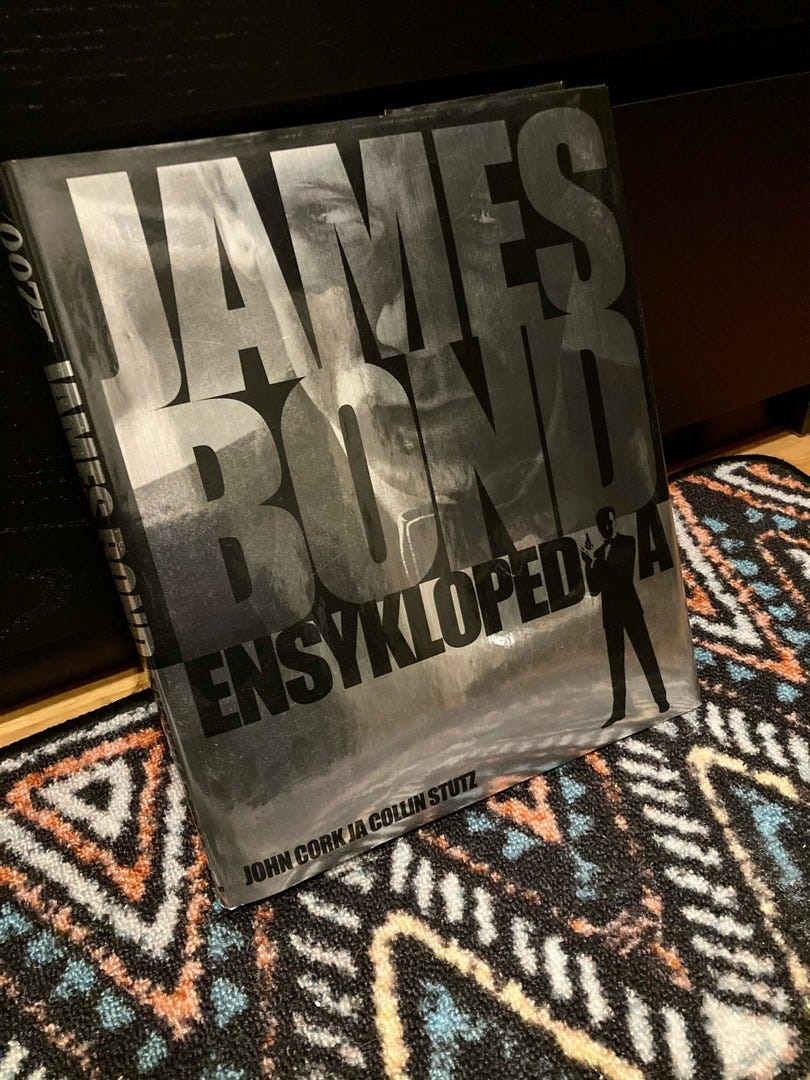 JAMES
BOND
ENSYKLOPEDIA
JOHN CORK JA COLLIN STUTZ
007 JAMES BOND